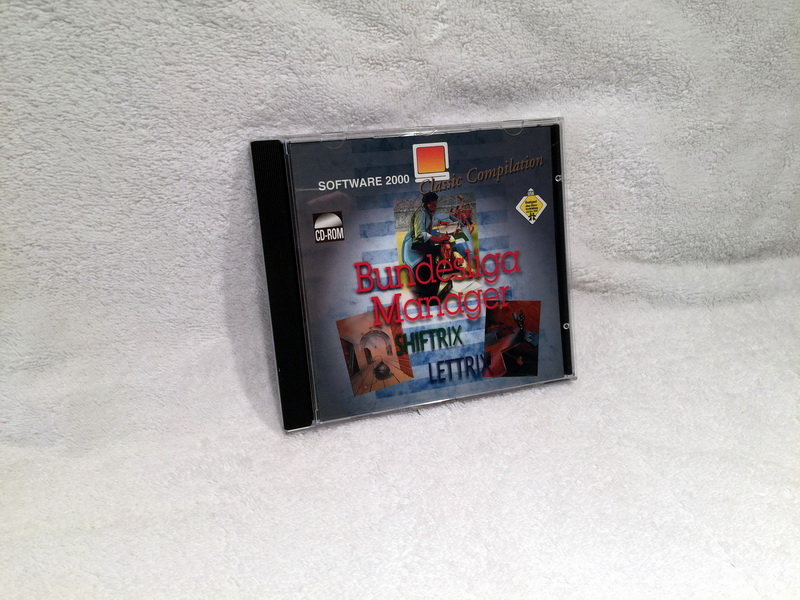 SOFTWARE 2000
Classic Compilation
CD-ROM
Bundesliga
Manager
SHIFTRIX
LETTRIX